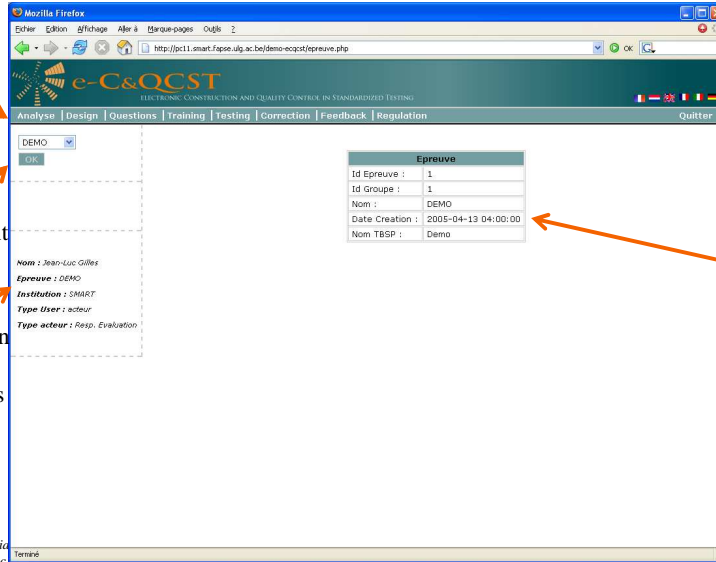 Mozilla Firefox
Fichier Edition Affichage Aller à Marque-pages Outils ?
http://pc11.smart.fapse.ulg.ac.be/demo-ecqcst/epreuve.php OK
e-C&QCST
ELECTRONIC CONSTRUCTION AND QUALITY CONTROL IN STANDARDIZED TESTING
Analyse | Design | Questions | Training | Testing | Correction | Feedback | Regulation Quitter
DEMO
OK
Epreuve
Id Epreuve : 1
Id Groupe : 1
Nom : DEMO
Date Creation : 2005-04-13 04:00:00
Nom TBSP : Demo
Nom : Jean-Luc Gilles
Epreuve : DEMO
Institution : SMART
Type User : acteur
Type acteur : Resp. Evaluation
Terminé